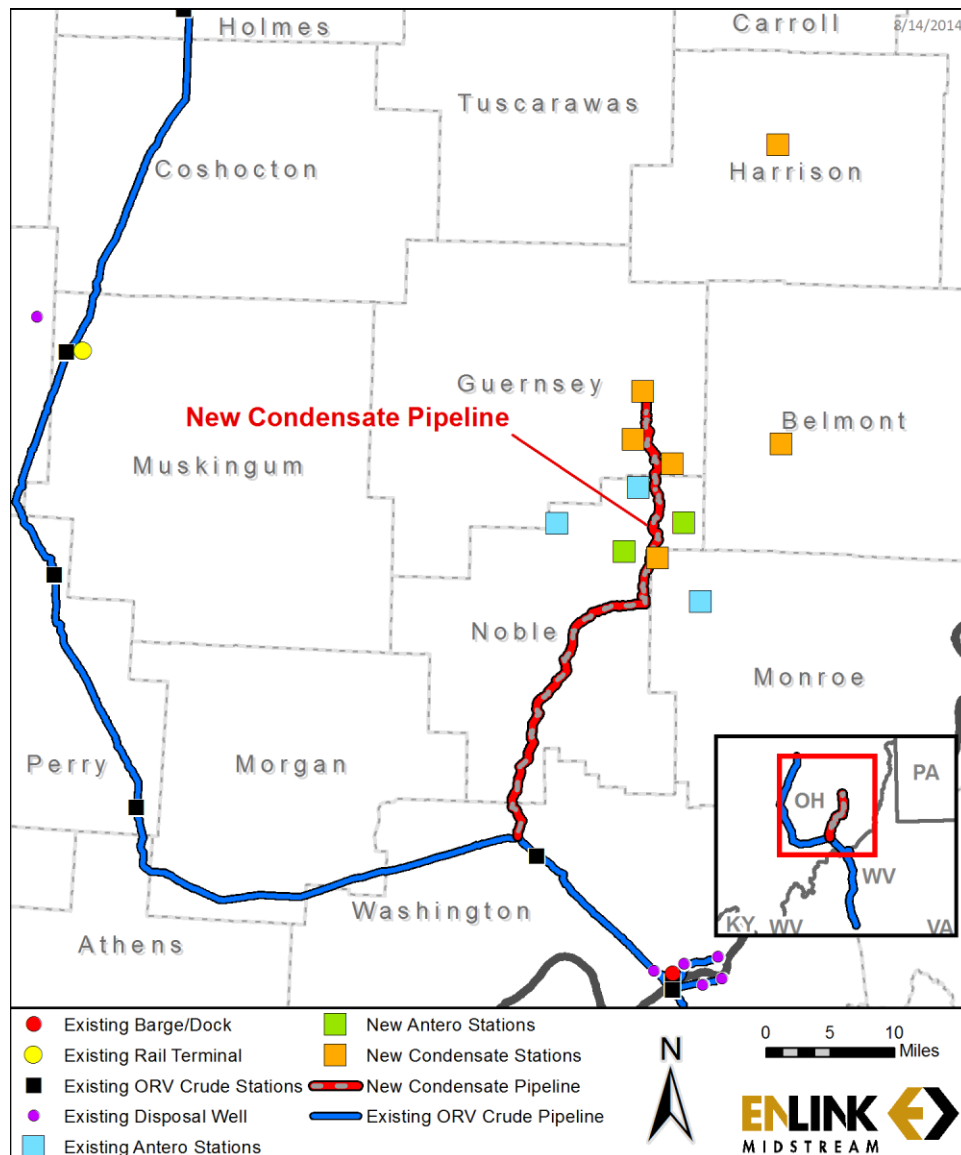 Holmes
Carroll
8/14/2014
Tuscarawas
Coshocton
Harrison
Guernsey
New Condensate Pipeline
Belmont
Muskingum
Noble
Monroe
Perry
Morgan
PA
OH
WV
KY
WV
VA
Washington
Athens
Existing Barge/Dock
Existing Rail Terminal
Existing ORV Crude Stations
Existing Disposal Well
Existing Antero Stations
New Antero Stations
New Condensate Stations
New Condensate Pipeline
Existing ORV Crude Pipeline
N
0 5 10
Miles
ENLINK
MIDSTREAM